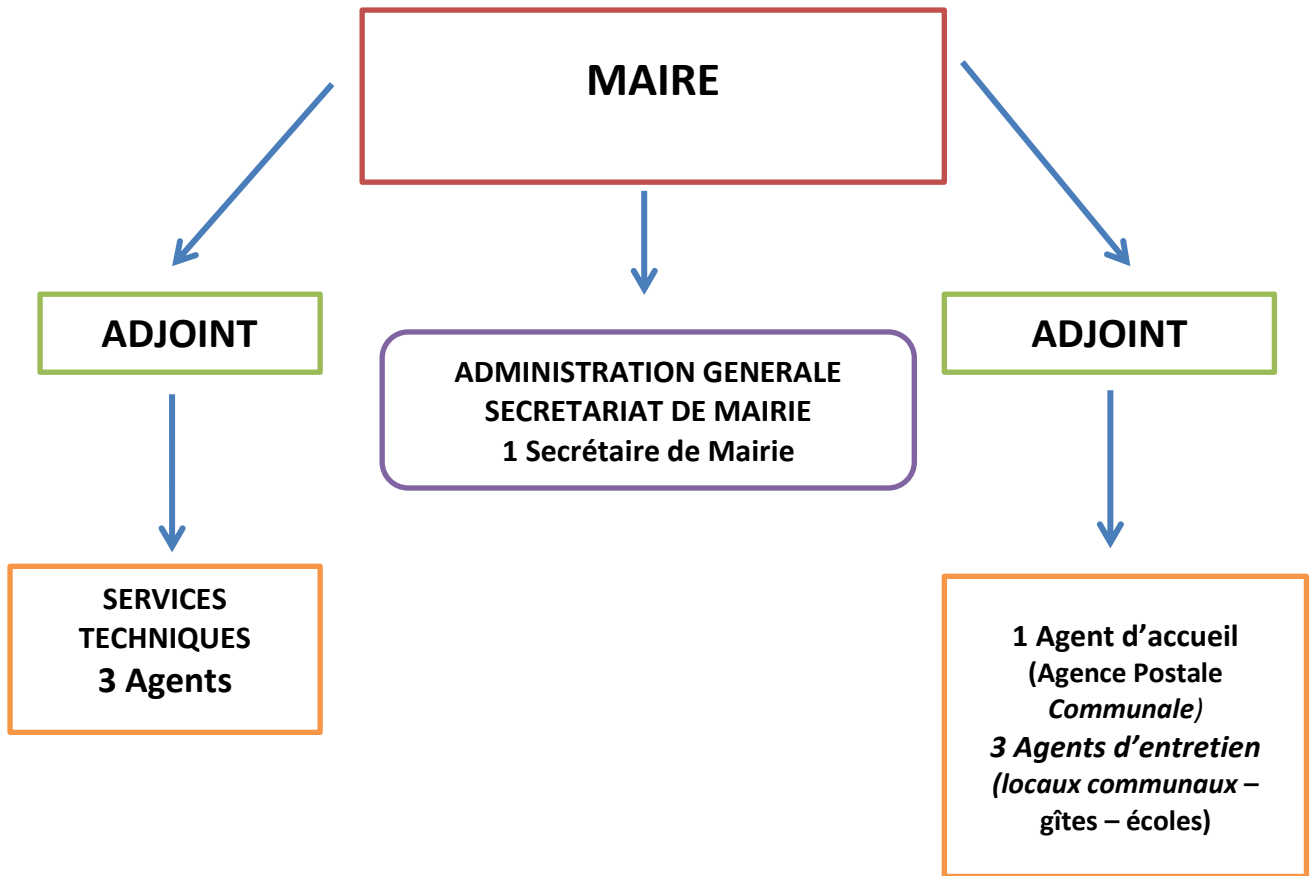 MAIRE
ADJOINT
ADMINISTRATION GENERALE
SECRETARIAT DE MAIRIE
1 Secrétaire de Mairie
ADJOINT
SERVICES
TECHNIQUES
3 Agents
1 Agent d’accueil
(Agence Postale
Communale)
3 Agents d’entretien
(locaux communaux –
gîtes – écoles)